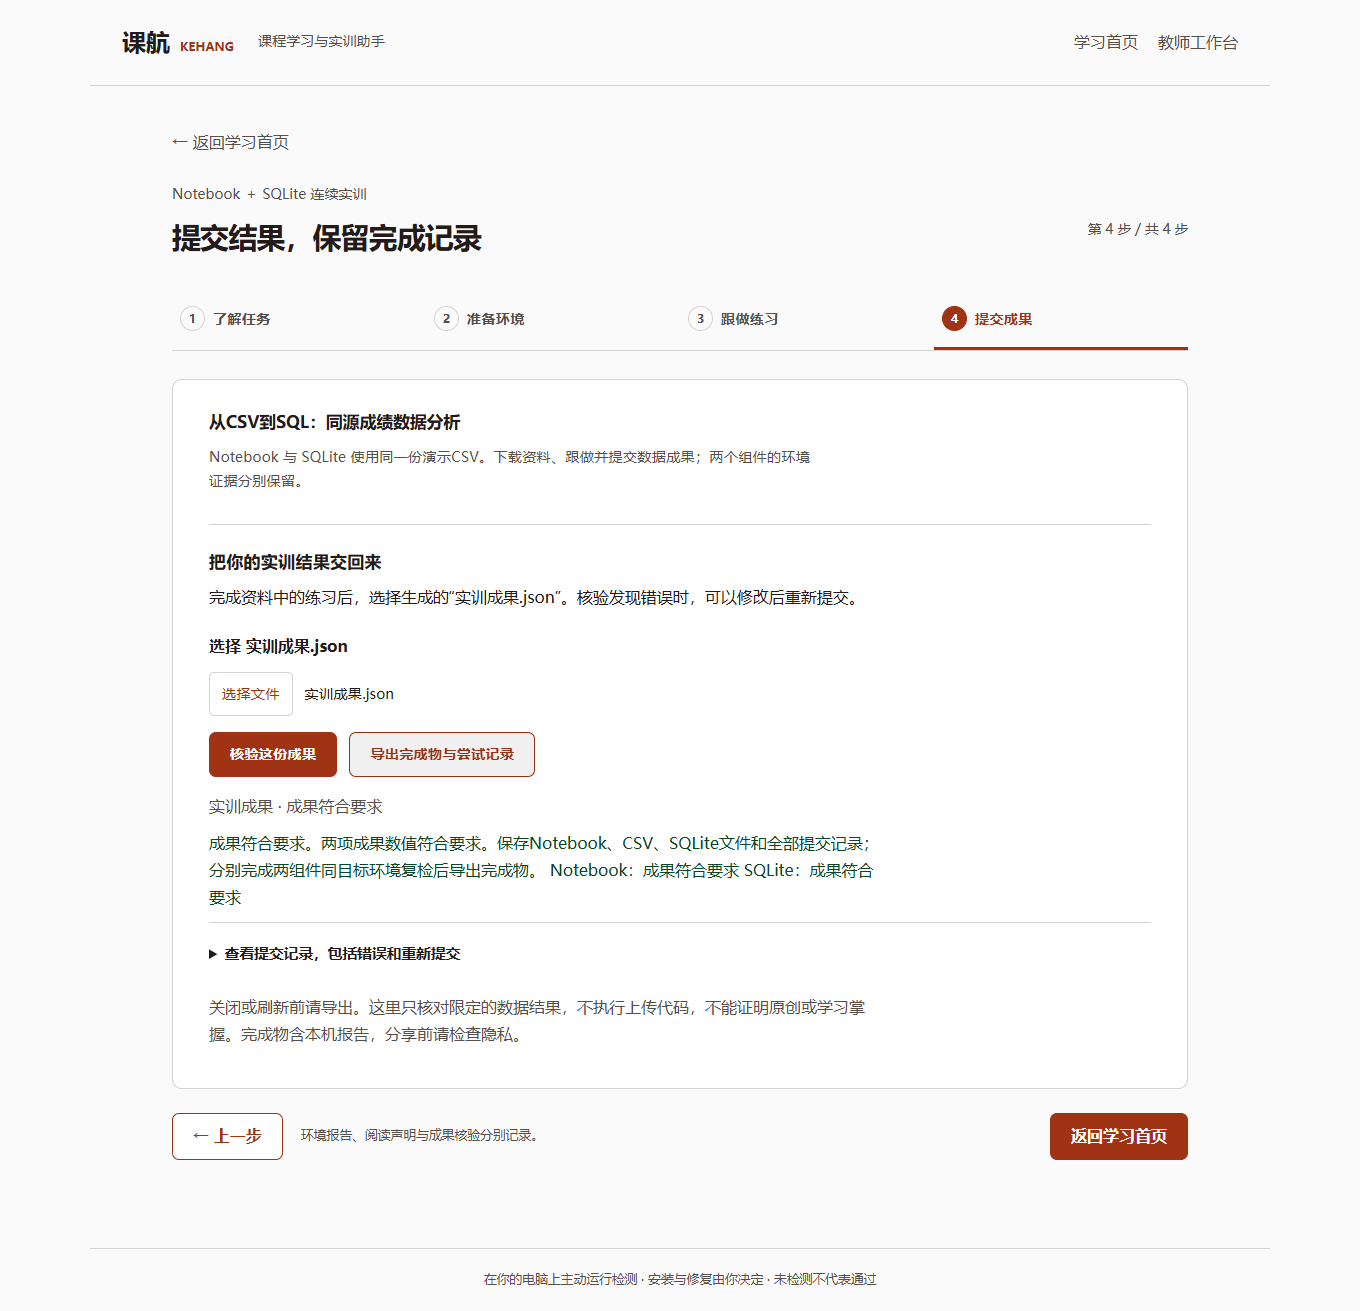 课航 KEHANG 课程学习与实训助手 学习首页 教师工作台
← 返回学习首页
Notebook + SQLite 连续实训
提交结果，保留完成记录
第 4 步 / 共 4 步
1 了解任务 2 准备环境 3 跟做练习 4 提交成果
从CSV到SQL：同源成绩数据分析
Notebook 与 SQLite 使用同一份演示CSV。下载资料、跟做并提交数据成果；两个组件的环境
证据分别保留。
把你的实训结果交回来
完成资料中的练习后，选择生成的“实训成果.json”。核验发现错误时，可以修改后重新提交。
选择 实训成果.json
选择文件 实训成果.json
核验这份成果 导出完成物与尝试记录
实训成果 · 成果符合要求
成果符合要求。两项成果数值符合要求。保存Notebook、CSV、SQLite文件和全部提交记录；
分别完成两组件同目标环境复检后导出完成物。 Notebook：成果符合要求 SQLite：成果符合
要求
▶ 查看提交记录，包括错误和重新提交
关闭或刷新前请导出。这里只核对限定的数据结果，不执行上传代码，不能证明原创或学习掌
握。完成物含本机报告，分享前请检查隐私。
← 上一步 环境报告、阅读声明与成果核验分别记录。 返回学习首页
在你的电脑上主动运行检测 · 安装与修复由你决定 · 未检测不代表通过